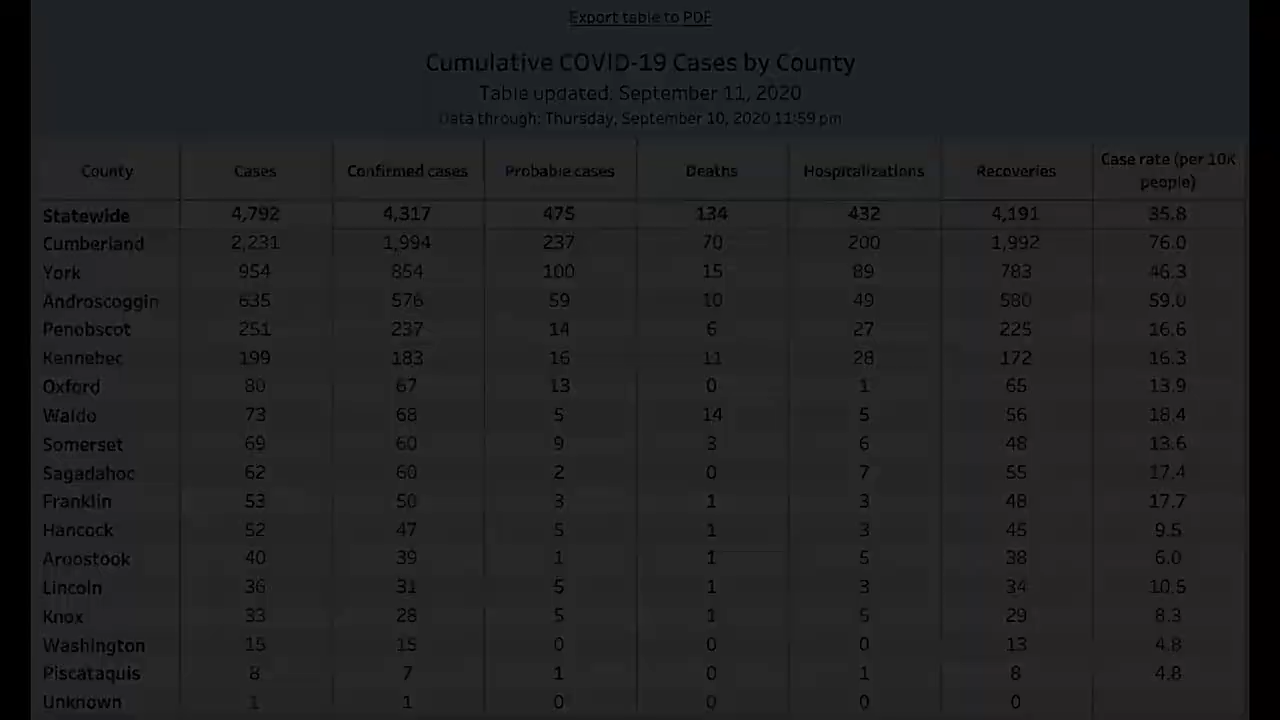 Export table to PDF
Cumulative COVID-19 Cases by County
Table updated: September 11, 2020
Data through: Thursday, September 10, 2020 11:59 pm
County Cases Confirmed cases Probable cases Deaths Hospitalizations Recoveries Case rate (per 10K people)
Statewide 4,792 4,317 475 134 432 4,191 35.8
Cumberland 2,231 1,994 237 70 200 1,992 76.0
York 954 854 100 15 89 783 46.3
Androscoggin 635 576 59 10 49 580 59.0
Penobscot 251 237 14 6 27 225 16.6
Kennebec 199 183 16 11 28 172 16.3
Oxford 80 67 13 0 1 65 13.9
Waldo 73 68 5 14 5 56 18.4
Somerset 69 60 9 3 6 48 13.6
Sagadahoc 62 60 2 0 7 55 17.4
Franklin 53 50 3 1 3 48 17.7
Hancock 52 47 5 1 3 45 9.5
Aroostook 40 39 1 1 5 38 6.0
Lincoln 36 31 5 1 3 34 10.5
Knox 33 28 5 1 5 29 8.3
Washington 15 15 0 0 0 13 4.8
Piscataquis 8 7 1 0 1 8 4.8
Unknown 1 1 0 0 0 0